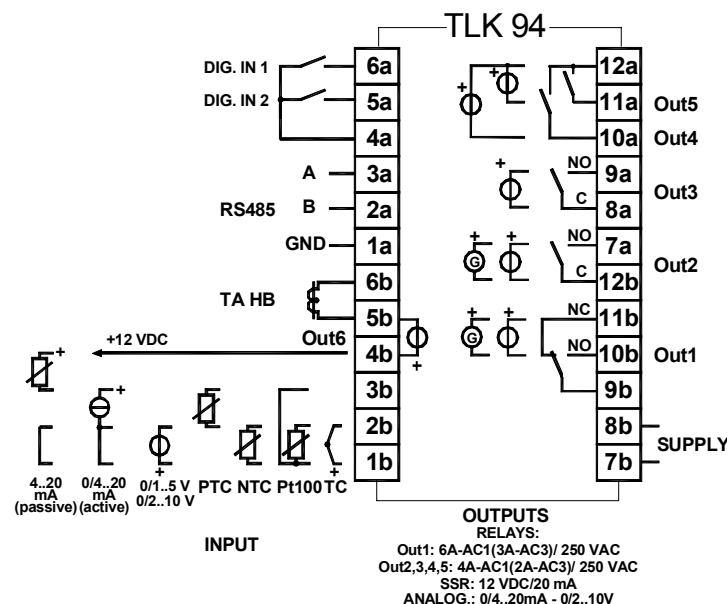 TLK 94
DIG. IN 1
DIG. IN 2
6a
5a
4a
A
3a
RS485
B
2a
GND
1a
TA HB
6b
5b
Out6
+12 VDC
4b
+
3b
2b
1b
+
+
+
+
4..20
mA
(passive)
0/4..20
mA
(active)
0/1..5 V
0/2..10 V
PTC
NTC
Pt100
TC
INPUT
+
+
12a
11a
Out5
10a
Out4
+
NO
9a
Out3
C
8a
+
+
G
NO
7a
Out2
C
12b
+
+
G
NC
11b
NO
10b
Out1
9b
8b
SUPPLY
7b
OUTPUTS
RELAYS:
Out1: 6A-AC1(3A-AC3)/ 250 VAC
Out2,3,4,5: 4A-AC1(2A-AC3)/ 250 VAC
SSR: 12 VDC/20 mA
ANALOG.: 0/4..20mA - 0/2..10V